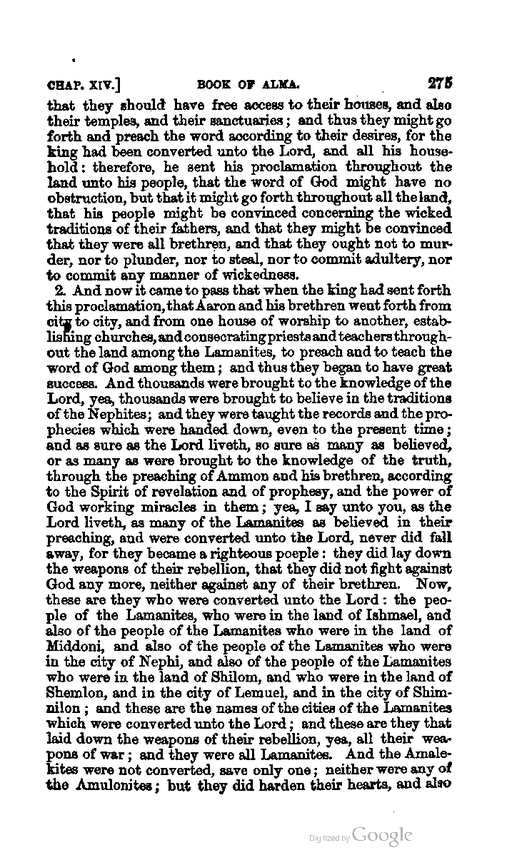 CHAP. XIV.] BOOK OF ALMA. 275
that they should have free access to their houses, and also
their temples, and their sanctuaries; and thus they might go
forth and preach the word according to their desires, for the
king had been converted unto the Lord, and all his house-
hold: therefore, he sent his proclamation throughout the
land unto his people, that the word of God might have no
obstruction, but that it might go forth throughout all the land,
that his people might be convinced concerning the wicked
traditions of their fathers, and that they might be convinced
that they were all brethren, and that they ought not to mur-
der, nor to plunder, nor to steal, nor to commit adultery, nor
to commit any manner of wickedness.
2. And now it came to pass that when the king had sent forth
this proclamation, that Aaron and his brethren went forth from
city to city, and from one house of worship to another, estab-
lishing churches, and consecrating priests and teachers through-
out the land among the Lamanites, to preach and to teach the
word of God among them; and thus they began to have great
success. And thousands were brought to the knowledge of the
Lord, yea, thousands were brought to believe in the traditions
of the Nephites; and they were taught the records and the pro-
phecies which were handed down, even to the present time;
and as sure as the Lord liveth, so sure as many as believed,
or as many as were brought to the knowledge of the truth,
through the preaching of Ammon and his brethren, according
to the Spirit of revelation and of prophesy, and the power of
God working miracles in them; yea, I say unto you, as the
Lord liveth, as many of the Lamanites as believed in their
preaching, and were converted unto the Lord, never did fall
away, for they became a righteous poeple: they did lay down
the weapons of their rebellion, that they did not fight against
God any more, neither against any of their brethren. Now,
these are they who were converted unto the Lord: the peo-
ple of the Lamanites, who were in the land of Ishmael, and
also of the people of the Lamanites who were in the land of
Middoni, and also of the people of the Lamanites who were
in the city of Nephi, and also of the people of the Lamanites
who were in the land of Shilom, and who were in the land of
Shemlon, and in the city of Lemuel, and in the city of Shim-
nilon; and these are the names of the cities of the Lamanites
which were converted unto the Lord; and these are they that
laid down the weapons of their rebellion, yea, all their wea-
pons of war; and they were all Lamanites. And the Amale-
kites were not converted, save only one; neither were any of
the Amulonites; but they did harden their hearts, and also
Digitized by Google